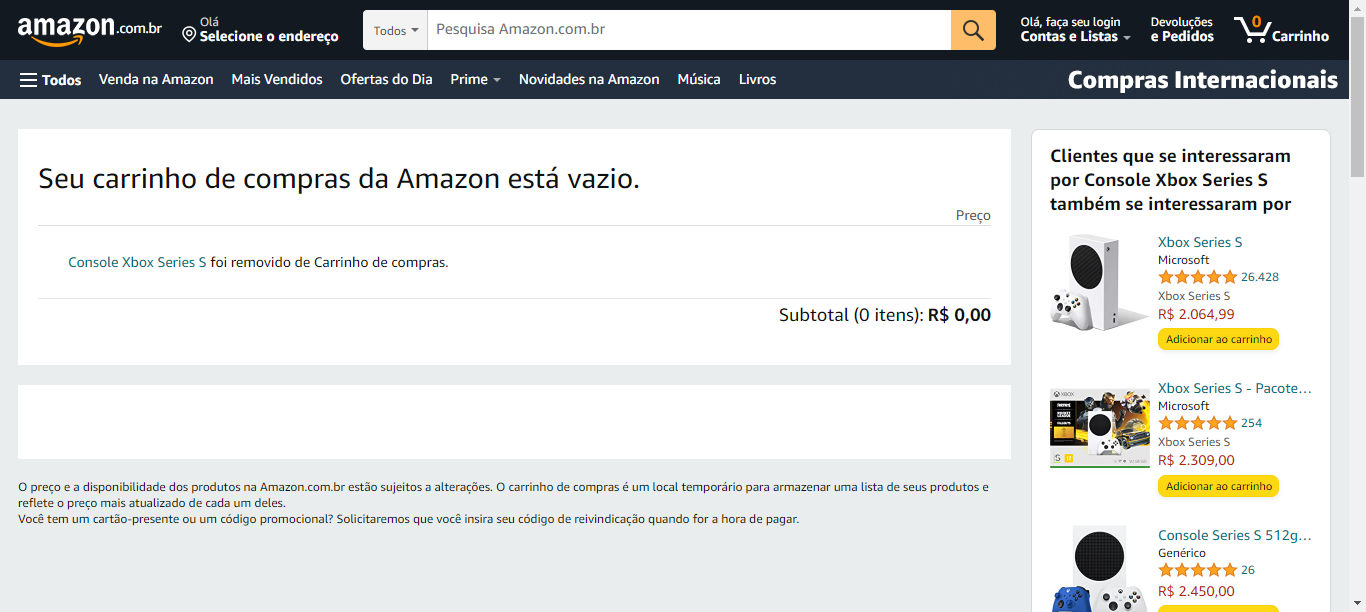 amazon.com.br
Olá
Selecione o endereço
Todos
Pesquisa Amazon.com.br
Olá, faça seu login
Contas e Listas
Devoluções
e Pedidos
0
Carrinho
Todos
Venda na Amazon
Mais Vendidos
Ofertas do Dia
Prime
Novidades na Amazon
Música
Livros
Compras Internacionais
Seu carrinho de compras da Amazon está vazio.
Preço
Console Xbox Series S foi removido de Carrinho de compras.
Subtotal (0 itens): R$ 0,00
O preço e a disponibilidade dos produtos na Amazon.com.br estão sujeitos a alterações. O carrinho de compras é um local temporário para armazenar uma lista de seus produtos e
reflete o preço mais atualizado de cada um deles.
Você tem um cartão-presente ou um código promocional? Solicitaremos que você insira seu código de reivindicação quando for a hora de pagar.
Clientes que se interessaram
por Console Xbox Series S
também se interessaram por
Xbox Series S
Microsoft
26.428
Xbox Series S
R$ 2.064,99
Adicionar ao carrinho
XBOX
Xbox Series S - Pacote...
Microsoft
254
Xbox Series S
R$ 2.309,00
Adicionar ao carrinho
Console Series S 512g...
Genérico
26
R$ 2.450,00